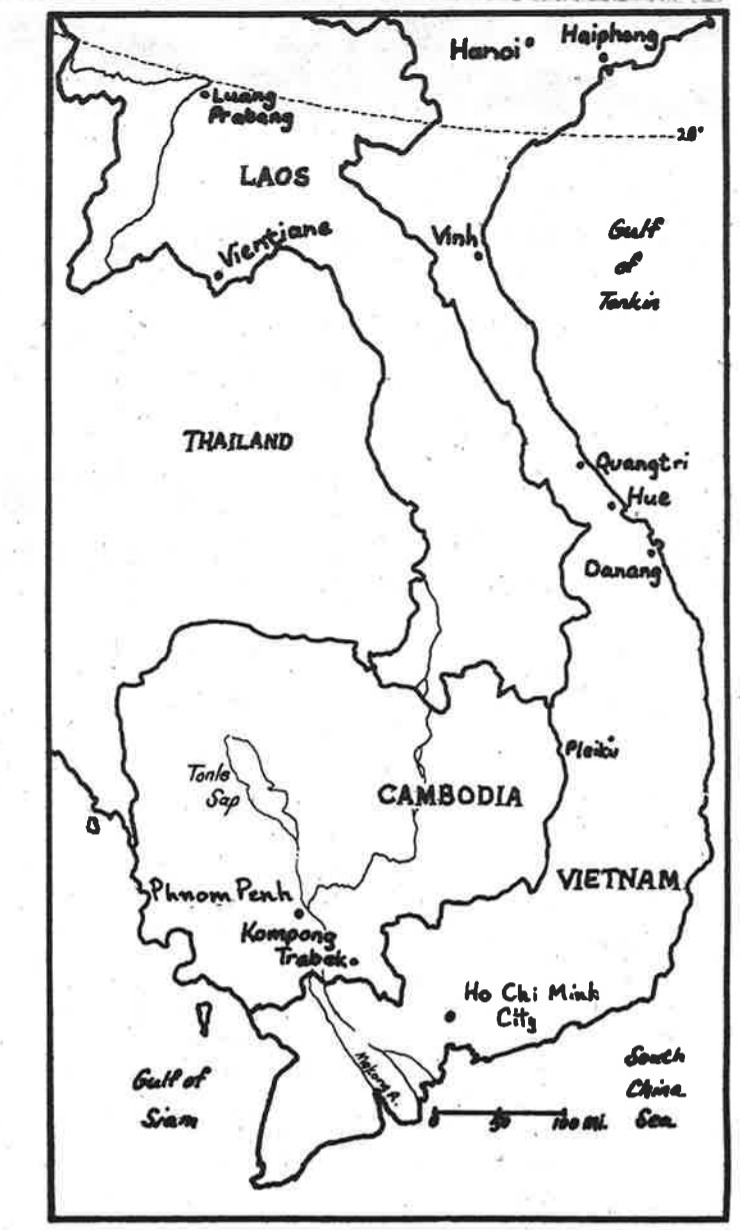 Hanoi
Haiphong
Luang
Prabang
20°
LAOS
Vinh
Gulf
of
Tonkin
Vientiane
THAILAND
Quangtri
Hue
Danang
Pleiku
Tonle
Sap
CAMBODIA
VIETNAM
Phnom Penh
Kompong
Trabek
Ho Chi Minh
City
Mekong R.
Gulf of
Siam
South
China
Sea
0 50 100 mi.